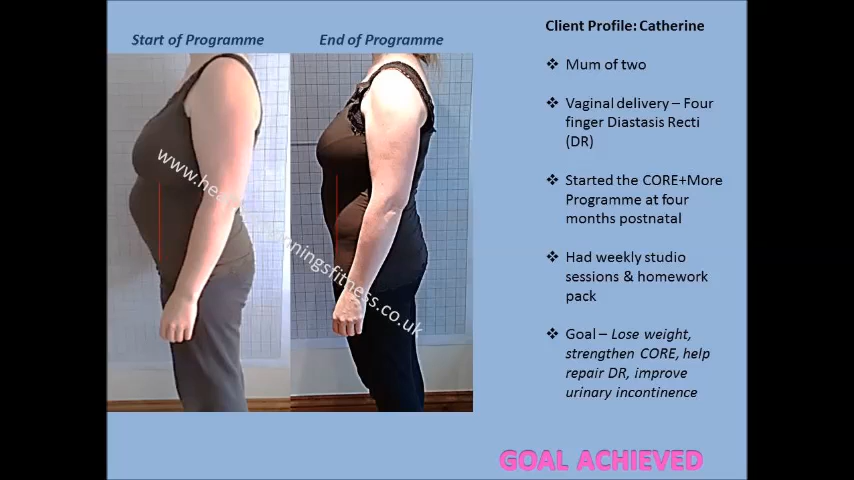 Start of Programme
End of Programme
Client Profile: Catherine
❖ Mum of two
❖ Vaginal delivery – Four
finger Diastasis Recti
(DR)
❖ Started the CORE+More
Programme at four
months postnatal
❖ Had weekly studio
sessions & homework
pack
❖ Goal – Lose weight,
strengthen CORE, help
repair DR, improve
urinary incontinence
GOAL ACHIEVED